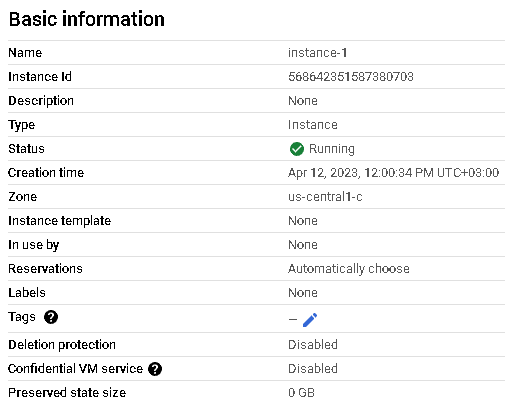 Basic information
Name instance-1
Instance Id 568642351587380703
Description None
Type Instance
Status Running
Creation time Apr 12, 2023, 12:00:34 PM UTC+03:00
Zone us-central1-c
Instance template None
In use by None
Reservations Automatically choose
Labels None
Tags ? —
Deletion protection Disabled
Confidential VM service ? Disabled
Preserved state size 0 GB